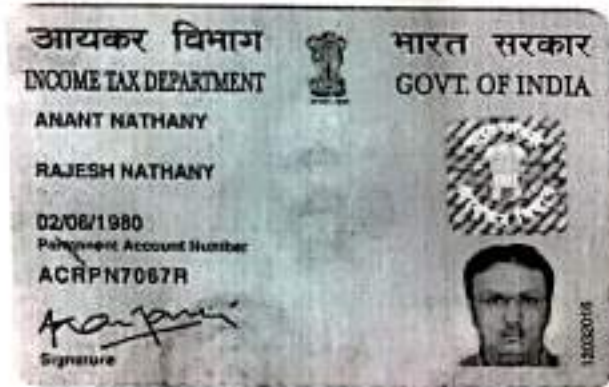 आयकर विभाग
INCOME TAX DEPARTMENT
भारत सरकार
GOVT. OF INDIA
ANANT NATHANY
RAJESH NATHANY
02/06/1980
Permanent Account Number
ACRPN7067R
Signature
12032016